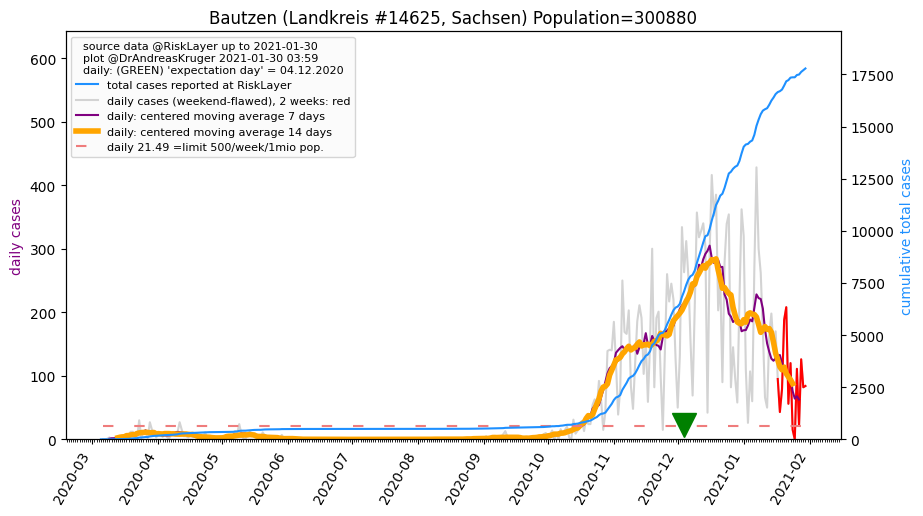 Bautzen (Landkreis #14625, Sachsen) Population=300880
source data @RiskLayer up to 2021-01-30
plot @DrAndreasKruger 2021-01-30 03:59
daily: (GREEN) 'expectation day' = 04.12.2020
total cases reported at RiskLayer
daily cases (weekend-flawed), 2 weeks: red
daily: centered moving average 7 days
daily: centered moving average 14 days
daily 21.49 =limit 500/week/1mio pop.
daily cases
600
500
400
300
200
100
0
cumulative total cases
17500
15000
12500
10000
7500
5000
2500
0
2020-03
2020-04
2020-05
2020-06
2020-07
2020-08
2020-09
2020-10
2020-11
2020-12
2021-01
2021-02